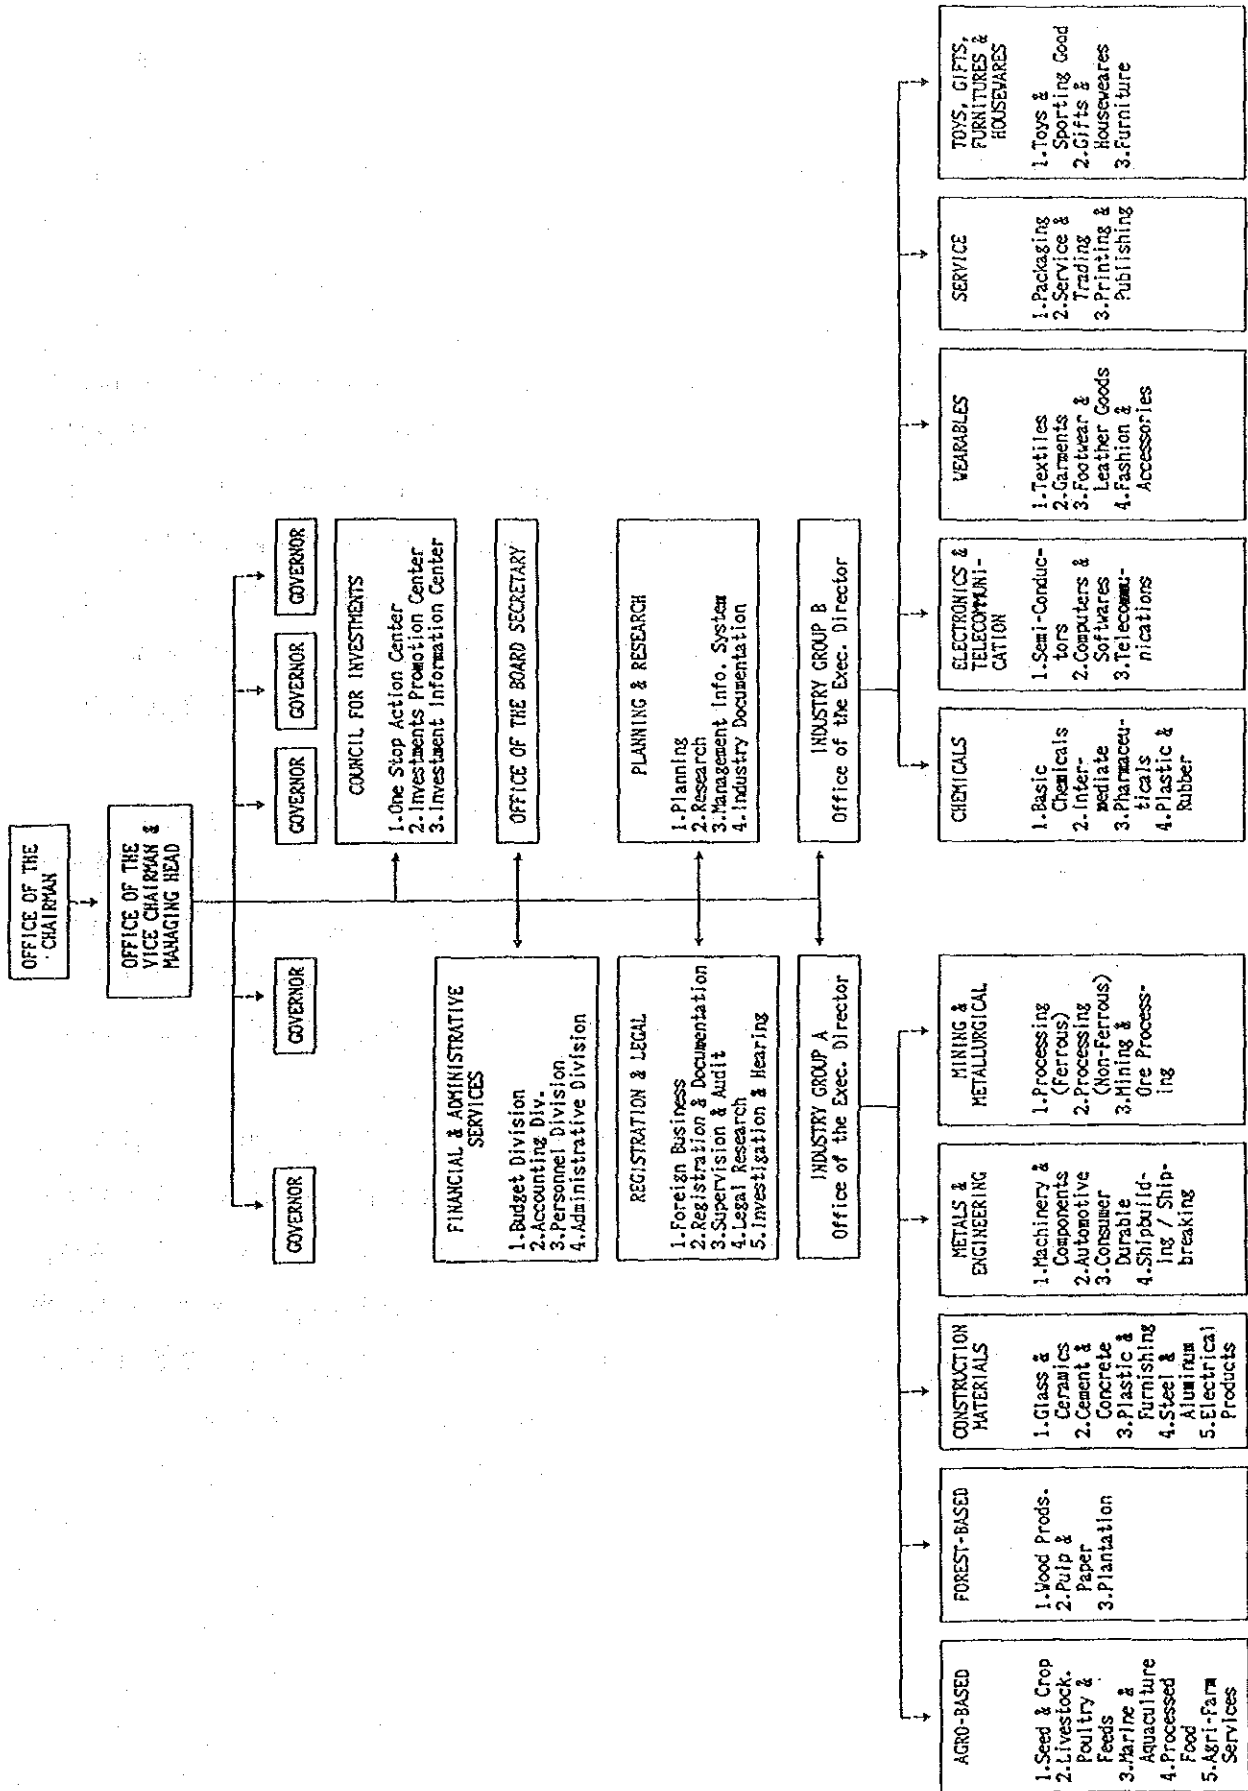 OFFICE OF THE
CHAIRMAN
OFFICE OF THE
VICE CHAIRMAN &
MANAGING HEAD
GOVERNOR
GOVERNOR
GOVERNOR
GOVERNOR
GOVERNOR
COUNCIL FOR INVESTMENTS
1.One Stop Action Center
2.Investments Promotion Center
3.Investment Information Center
FINANCIAL & ADMINISTRATIVE
SERVICES
1.Budget Division
2.Accounting Div.
3.Personnel Division
4.Administrative Division
OFFICE OF THE BOARD SECRETARY
REGISTRATION & LEGAL
1.Foreign Business
2.Registration & Documentation
3.Supervision & Audit
4.Legal Research
5.Investigation & Hearing
PLANNING & RESEARCH
1.Planning
2.Research
3.Management Info. System
4.Industry Documentation
INDUSTRY GROUP A
Office of the Exec. Director
INDUSTRY GROUP B
Office of the Exec. Director
AGRO-BASED
1.Seed & Crop
2.Livestock.
Poultry &
Feeds
3.Marine &
Aquaculture
4.Processed
Food
5.Agri-Farm
Services
FOREST-BASED
1.Wood Prods.
2.Pulp &
Paper
3.Plantation
CONSTRUCTION
MATERIALS
1.Glass &
Ceramics
2.Cement &
Concrete
3.Plastic &
Furnishing
4.Steel &
Aluminum
5.Electrical
Products
METALS &
ENGINEERING
1.Machinery &
Components
2.Automotive
3.Consumer
Durable
4.Shipbuild-
ing / Ship-
breaking
MINING &
METALLURGICAL
1.Processing
(Ferrous)
2.Processing
(Non-Ferrous)
3.Mining &
Ore Process-
ing
CHEMICALS
1.Basic
Chemicals
2.Inter-
mediate
3.Pharmaceu-
ticals
4.Plastic &
Rubber
ELECTRONICS &
TELECOMMUNI-
CATION
1.Semi-Conduc-
tors
2.Computers &
Softwares
3.Telecommu-
nications
WEARABLES
1.Textiles
2.Garments
3.Footwear &
Leather Goods
4.Fashion &
Accessories
SERVICE
1.Packaging
2.Service &
Trading
3.Printing &
Publishing
TOYS, GIFTS,
FURNITURES &
HOUSEWARES
1.Toys &
Sporting Good
2.Gifts &
Houseweares
3.Furniture